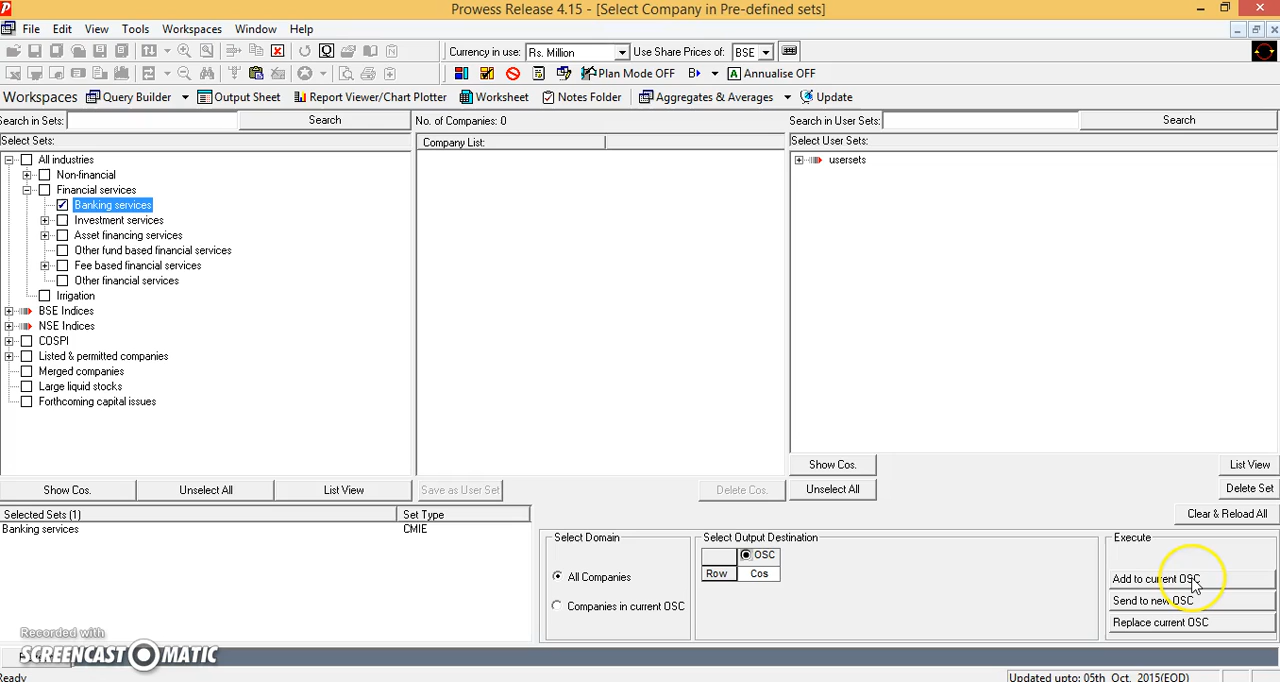 Prowess Release 4.15 - [Select Company in Pre-defined sets]
File Edit View Tools Workspaces Window Help
Currency in use: Rs. Million Use Share Prices of: BSE
Plan Mode OFF Annualise OFF
Workspaces Query Builder Output Sheet Report Viewer/Chart Plotter Worksheet Notes Folder Aggregates & Averages Update
Search in Sets: Search No. of Companies: 0 Search in User Sets: Search
Select Sets: Company List: Select User Sets:
All industries
Non-financial
Financial services
Banking services
Investment services
Asset financing services
Other fund based financial services
Fee based financial services
Other financial services
Irrigation
BSE Indices
NSE Indices
COSPI
Listed & permitted companies
Merged companies
Large liquid stocks
Forthcoming capital issues
usersets
Show Cos. List View
Show Cos. Unselect All List View Save as User Set Delete Cos. Unselect All Delete Set
Selected Sets (1) Set Type Clear & Reload All
Banking services CMIE
Select Domain Select Output Destination Execute
OSC
Row Cos
All Companies
Companies in current OSC
Add to current OSC
Send to new OSC
Replace current OSC
Recorded with
SCREENCAST-O-MATIC
Ready Updated upto: 05th Oct, 2015(EOD)